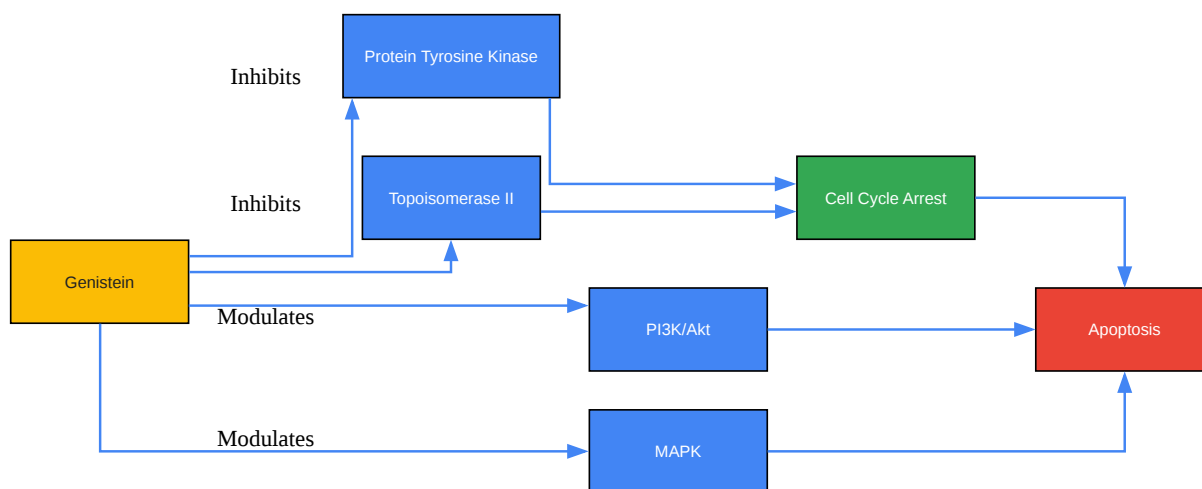 Protein Tyrosine Kinase
Inhibits
Topoisomerase II
Cell Cycle Arrest
Inhibits
Genistein
Modulates
PI3K/Akt
Apoptosis
Modulates
MAPK